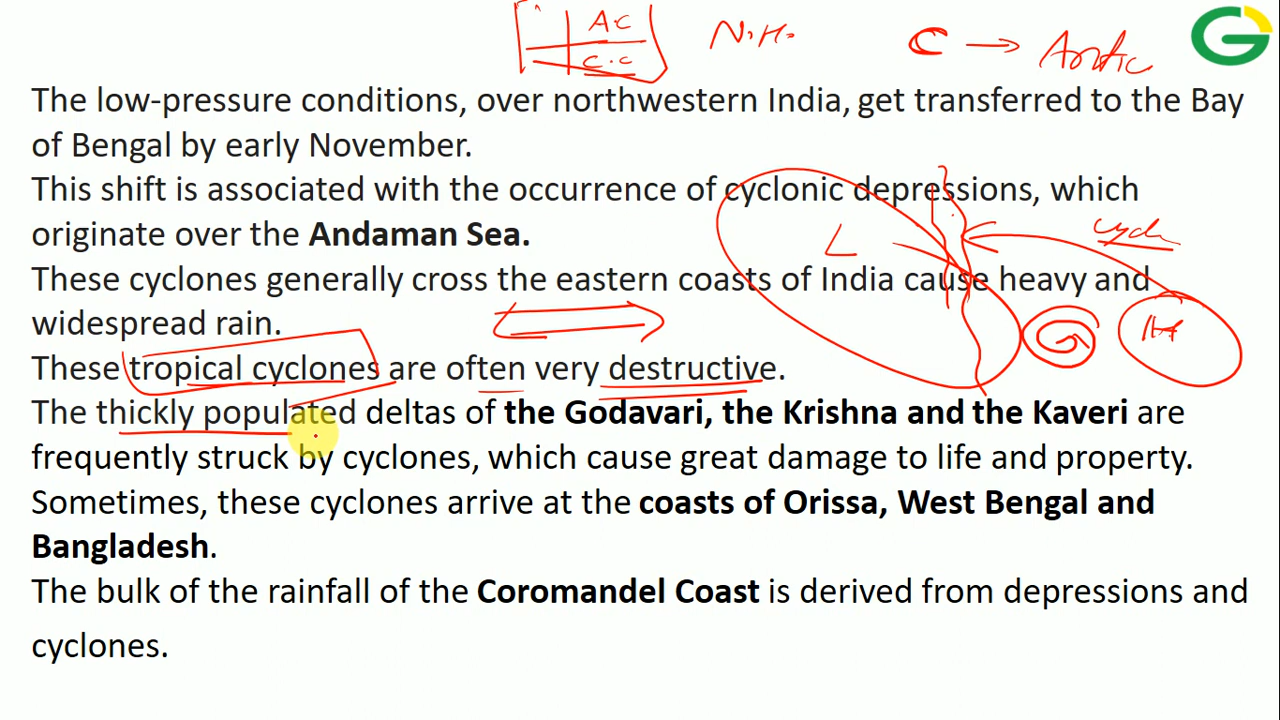 A.C
N.H.
C → Arctic
C.C
The low-pressure conditions, over northwestern India, get transferred to the Bay
of Bengal by early November.
This shift is associated with the occurrence of cyclonic depressions, which
originate over the Andaman Sea.
These cyclones generally cross the eastern coasts of India cause heavy and
widespread rain.
L
H
These tropical cyclones are often very destructive.
The thickly populated deltas of the Godavari, the Krishna and the Kaveri are
frequently struck by cyclones, which cause great damage to life and property.
Sometimes, these cyclones arrive at the coasts of Orissa, West Bengal and
Bangladesh.
The bulk of the rainfall of the Coromandel Coast is derived from depressions and
cyclones.